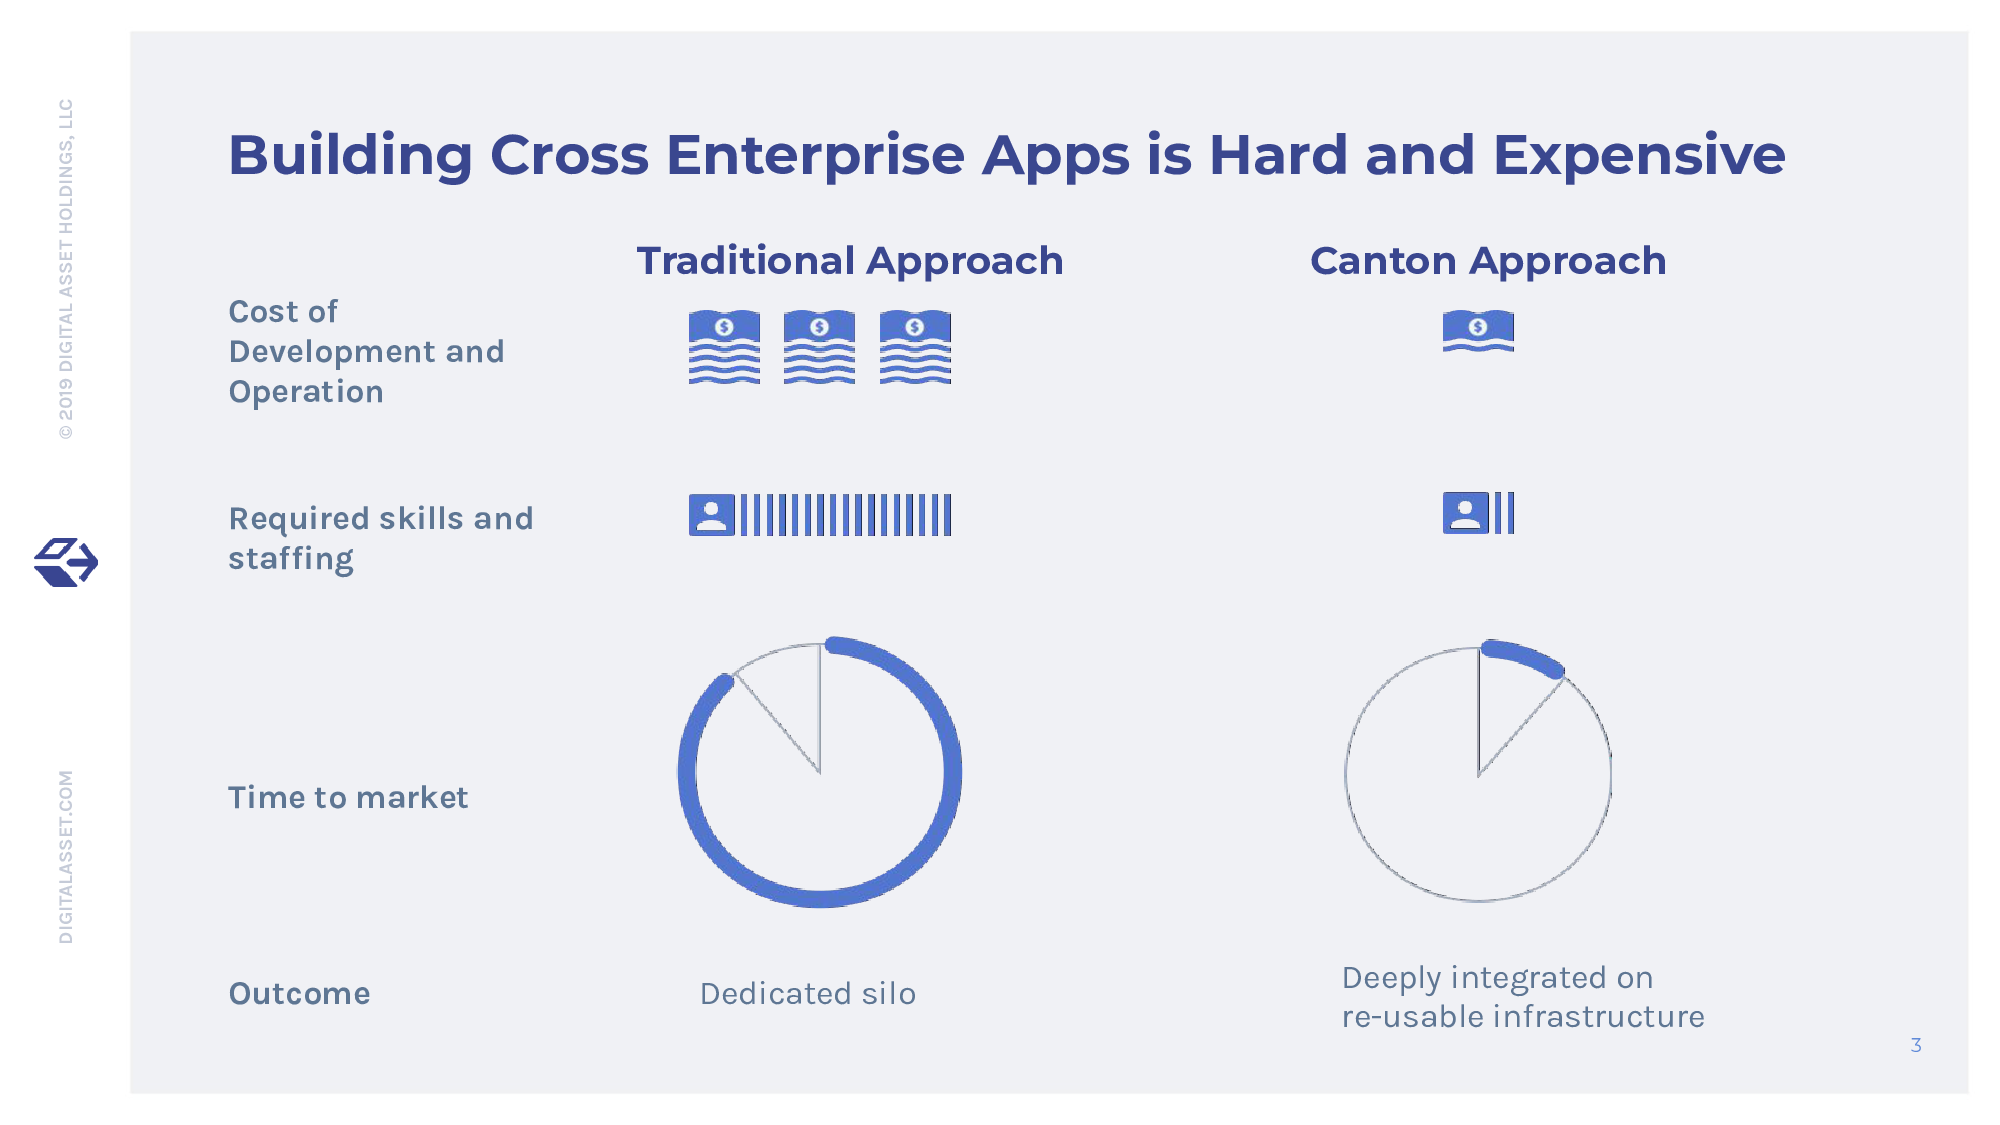 © 2019 DIGITAL ASSET HOLDINGS, LLC
DIGITALASSET.COM
Building Cross Enterprise Apps is Hard and Expensive
Traditional Approach
Canton Approach
Cost of
Development and
Operation
$ $ $
$
Required skills and
staffing
Time to market
Outcome
Dedicated silo
Deeply integrated on
re-usable infrastructure
3